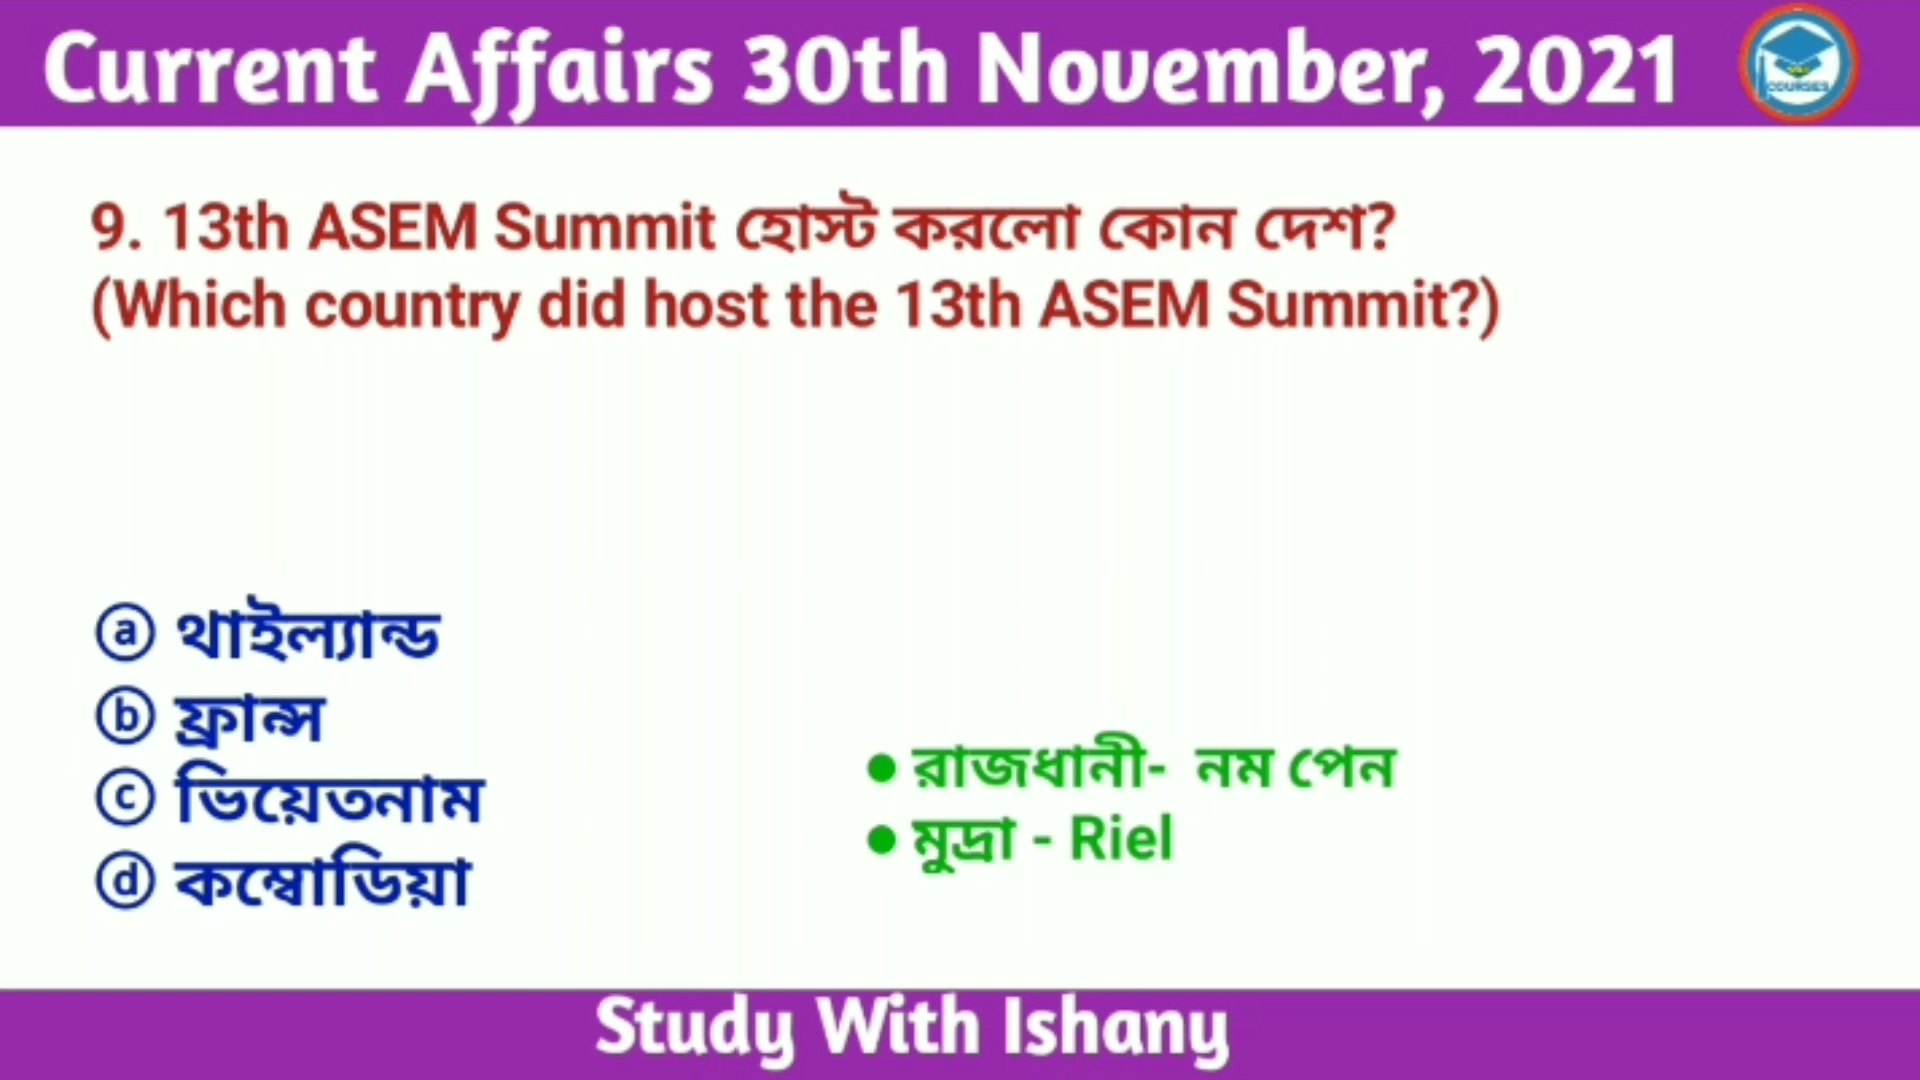 Current Affairs 30th November, 2021
COURSES
9. 13th ASEM Summit হোস্ট করলো কোন দেশ?
(Which country did host the 13th ASEM Summit?)
ⓐ থাইল্যান্ড
ⓑ ফ্রান্স
ⓒ ভিয়েতনাম
ⓓ কম্বোডিয়া
● রাজধানী- নম পেন
● মুদ্রা - Riel
Study With Ishany